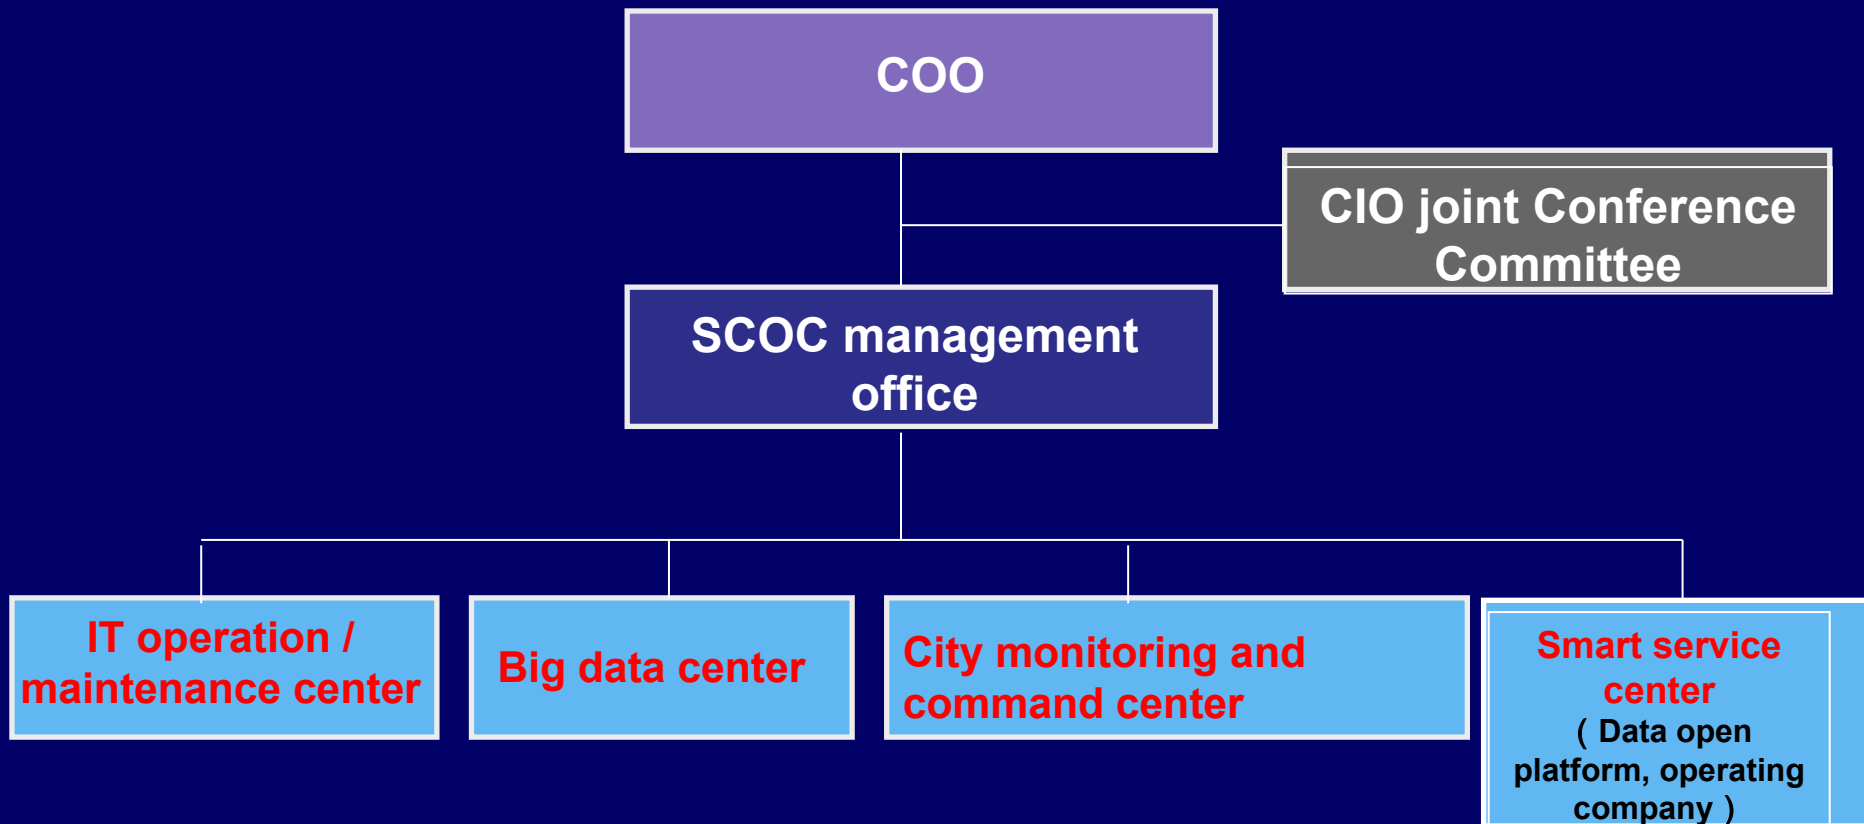 COO
CIO joint Conference
Committee
SCOC management
office
IT operation /
maintenance center
Big data center
City monitoring and
command center
Smart service
center
( Data open
platform, operating
company )